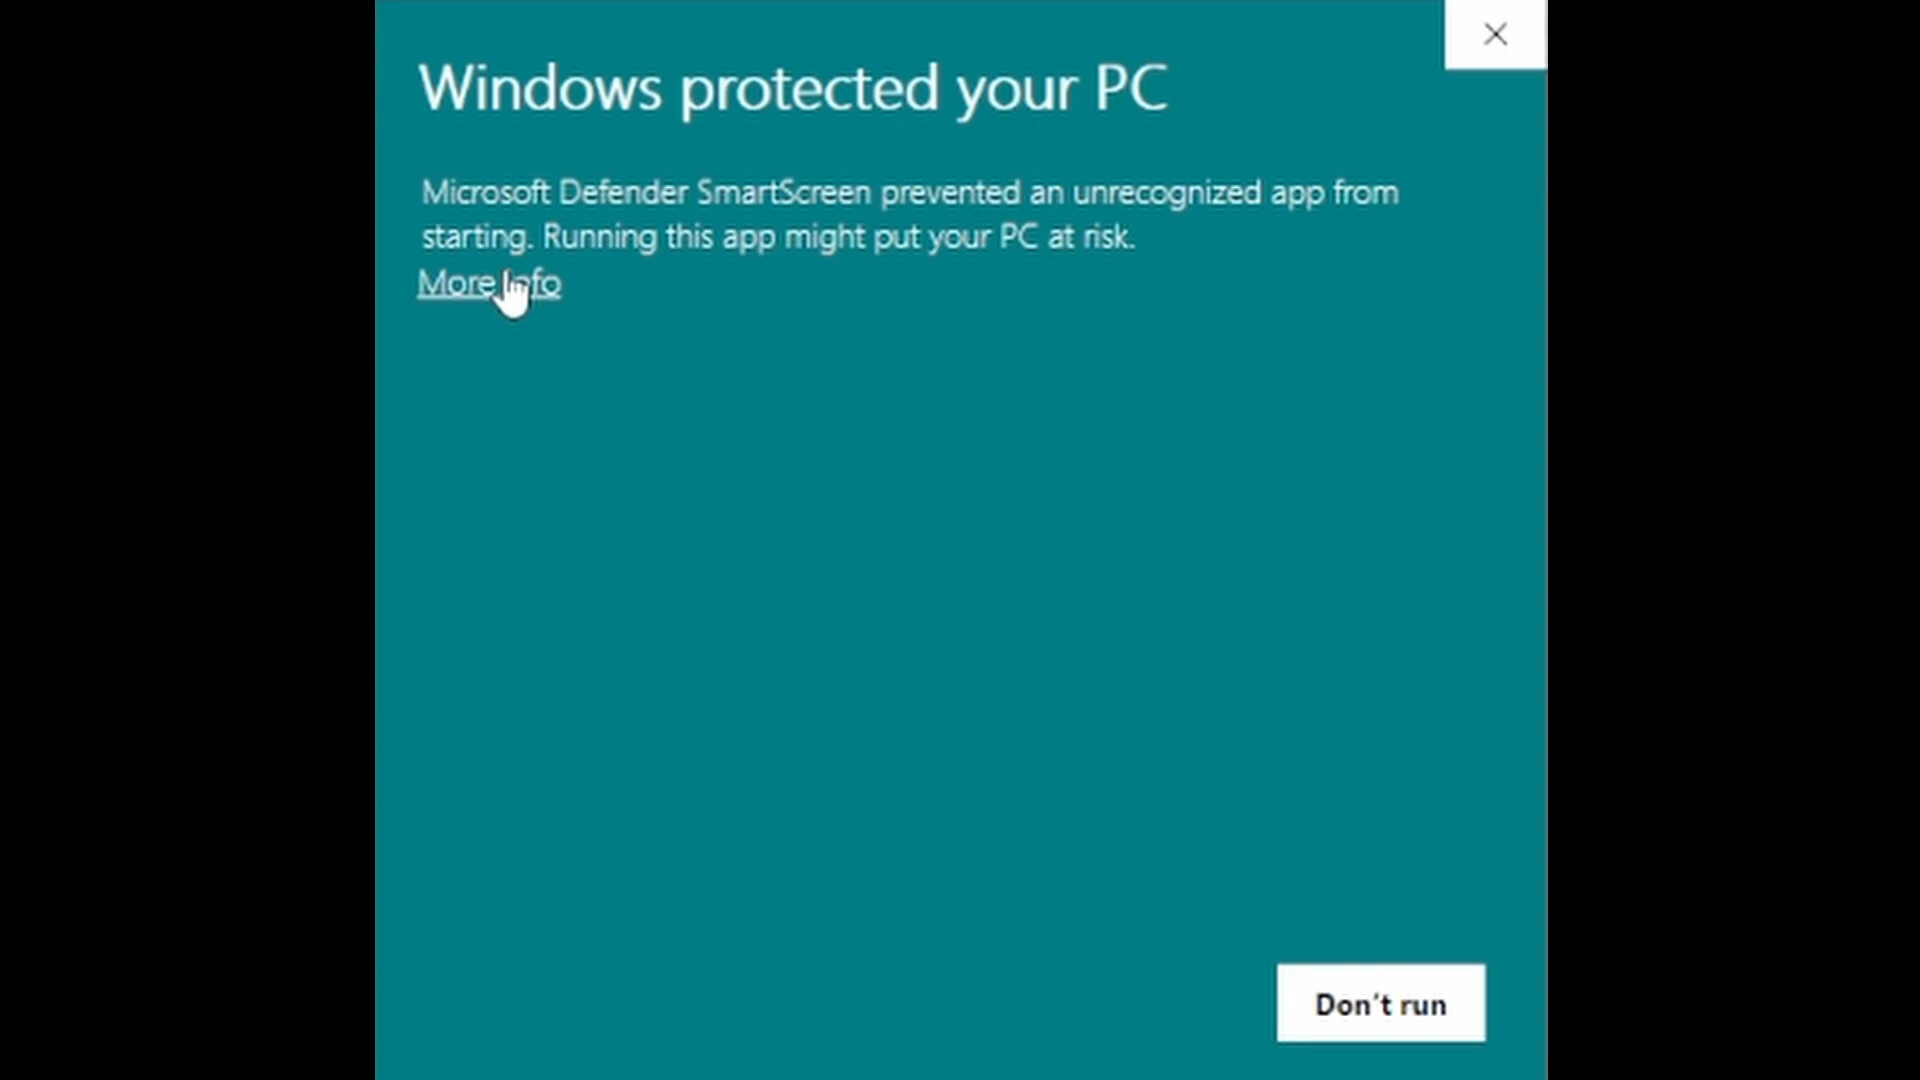 Windows protected your PC
Microsoft Defender SmartScreen prevented an unrecognized app from
starting. Running this app might put your PC at risk.
More info
Don't run